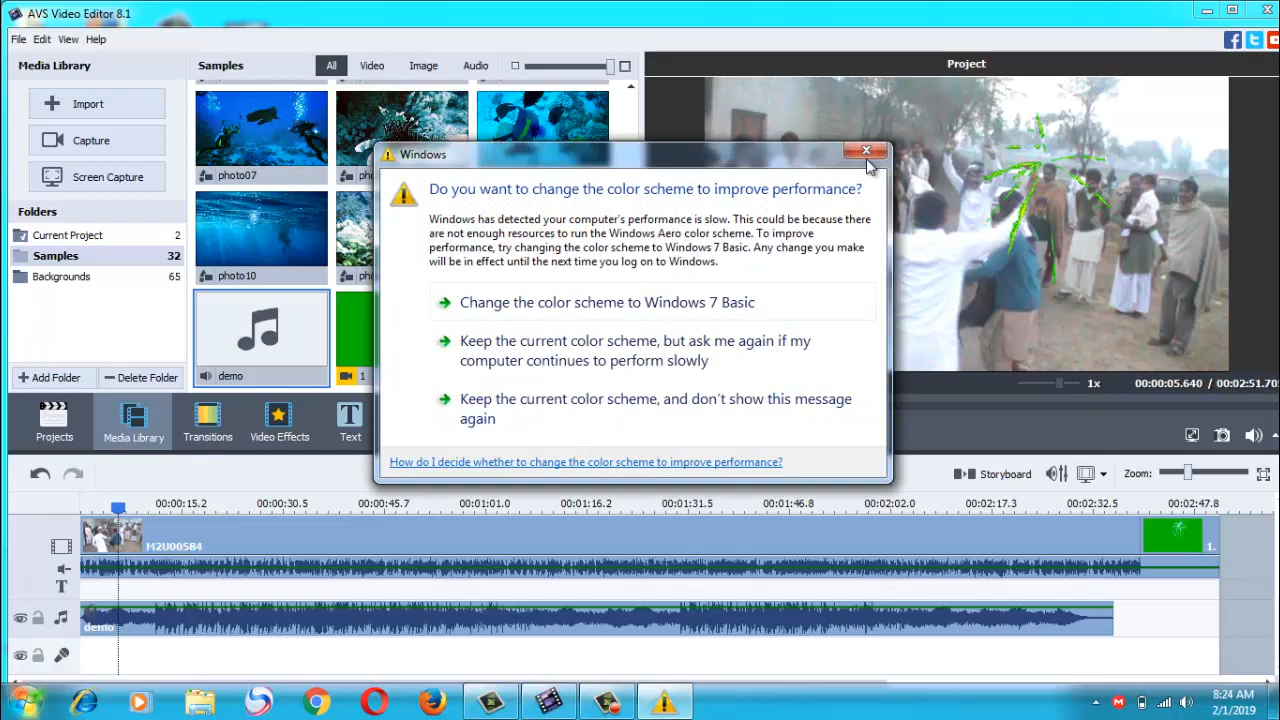 AVS Video Editor 8.1
File Edit View Help
Media Library
Import
Capture
Screen Capture
Folders
Current Project 2
Samples 32
Backgrounds 65
Add Folder
Delete Folder
Samples All Video Image Audio
photo07
photo10
demo
1
Project
1x 00:00:05.640 / 00:02:51.705
Windows
Do you want to change the color scheme to improve performance?
Windows has detected your computer's performance is slow. This could be because there
are not enough resources to run the Windows Aero color scheme. To improve
performance, try changing the color scheme to Windows 7 Basic. Any change you make
will be in effect until the next time you log on to Windows.
Change the color scheme to Windows 7 Basic
Keep the current color scheme, but ask me again if my
computer continues to perform slowly
Keep the current color scheme, and don't show this message
again
How do I decide whether to change the color scheme to improve performance?
Projects Media Library Transitions Video Effects Text
Storyboard Zoom:
00:00:15.2 00:00:30.5 00:00:45.7 00:01:01.0 00:01:16.2 00:01:31.5 00:01:46.8 00:02:02.0 00:02:17.3 00:02:32.5 00:02:47.8
M2U00584 1.
T
demo
8:24 AM
2/1/2019